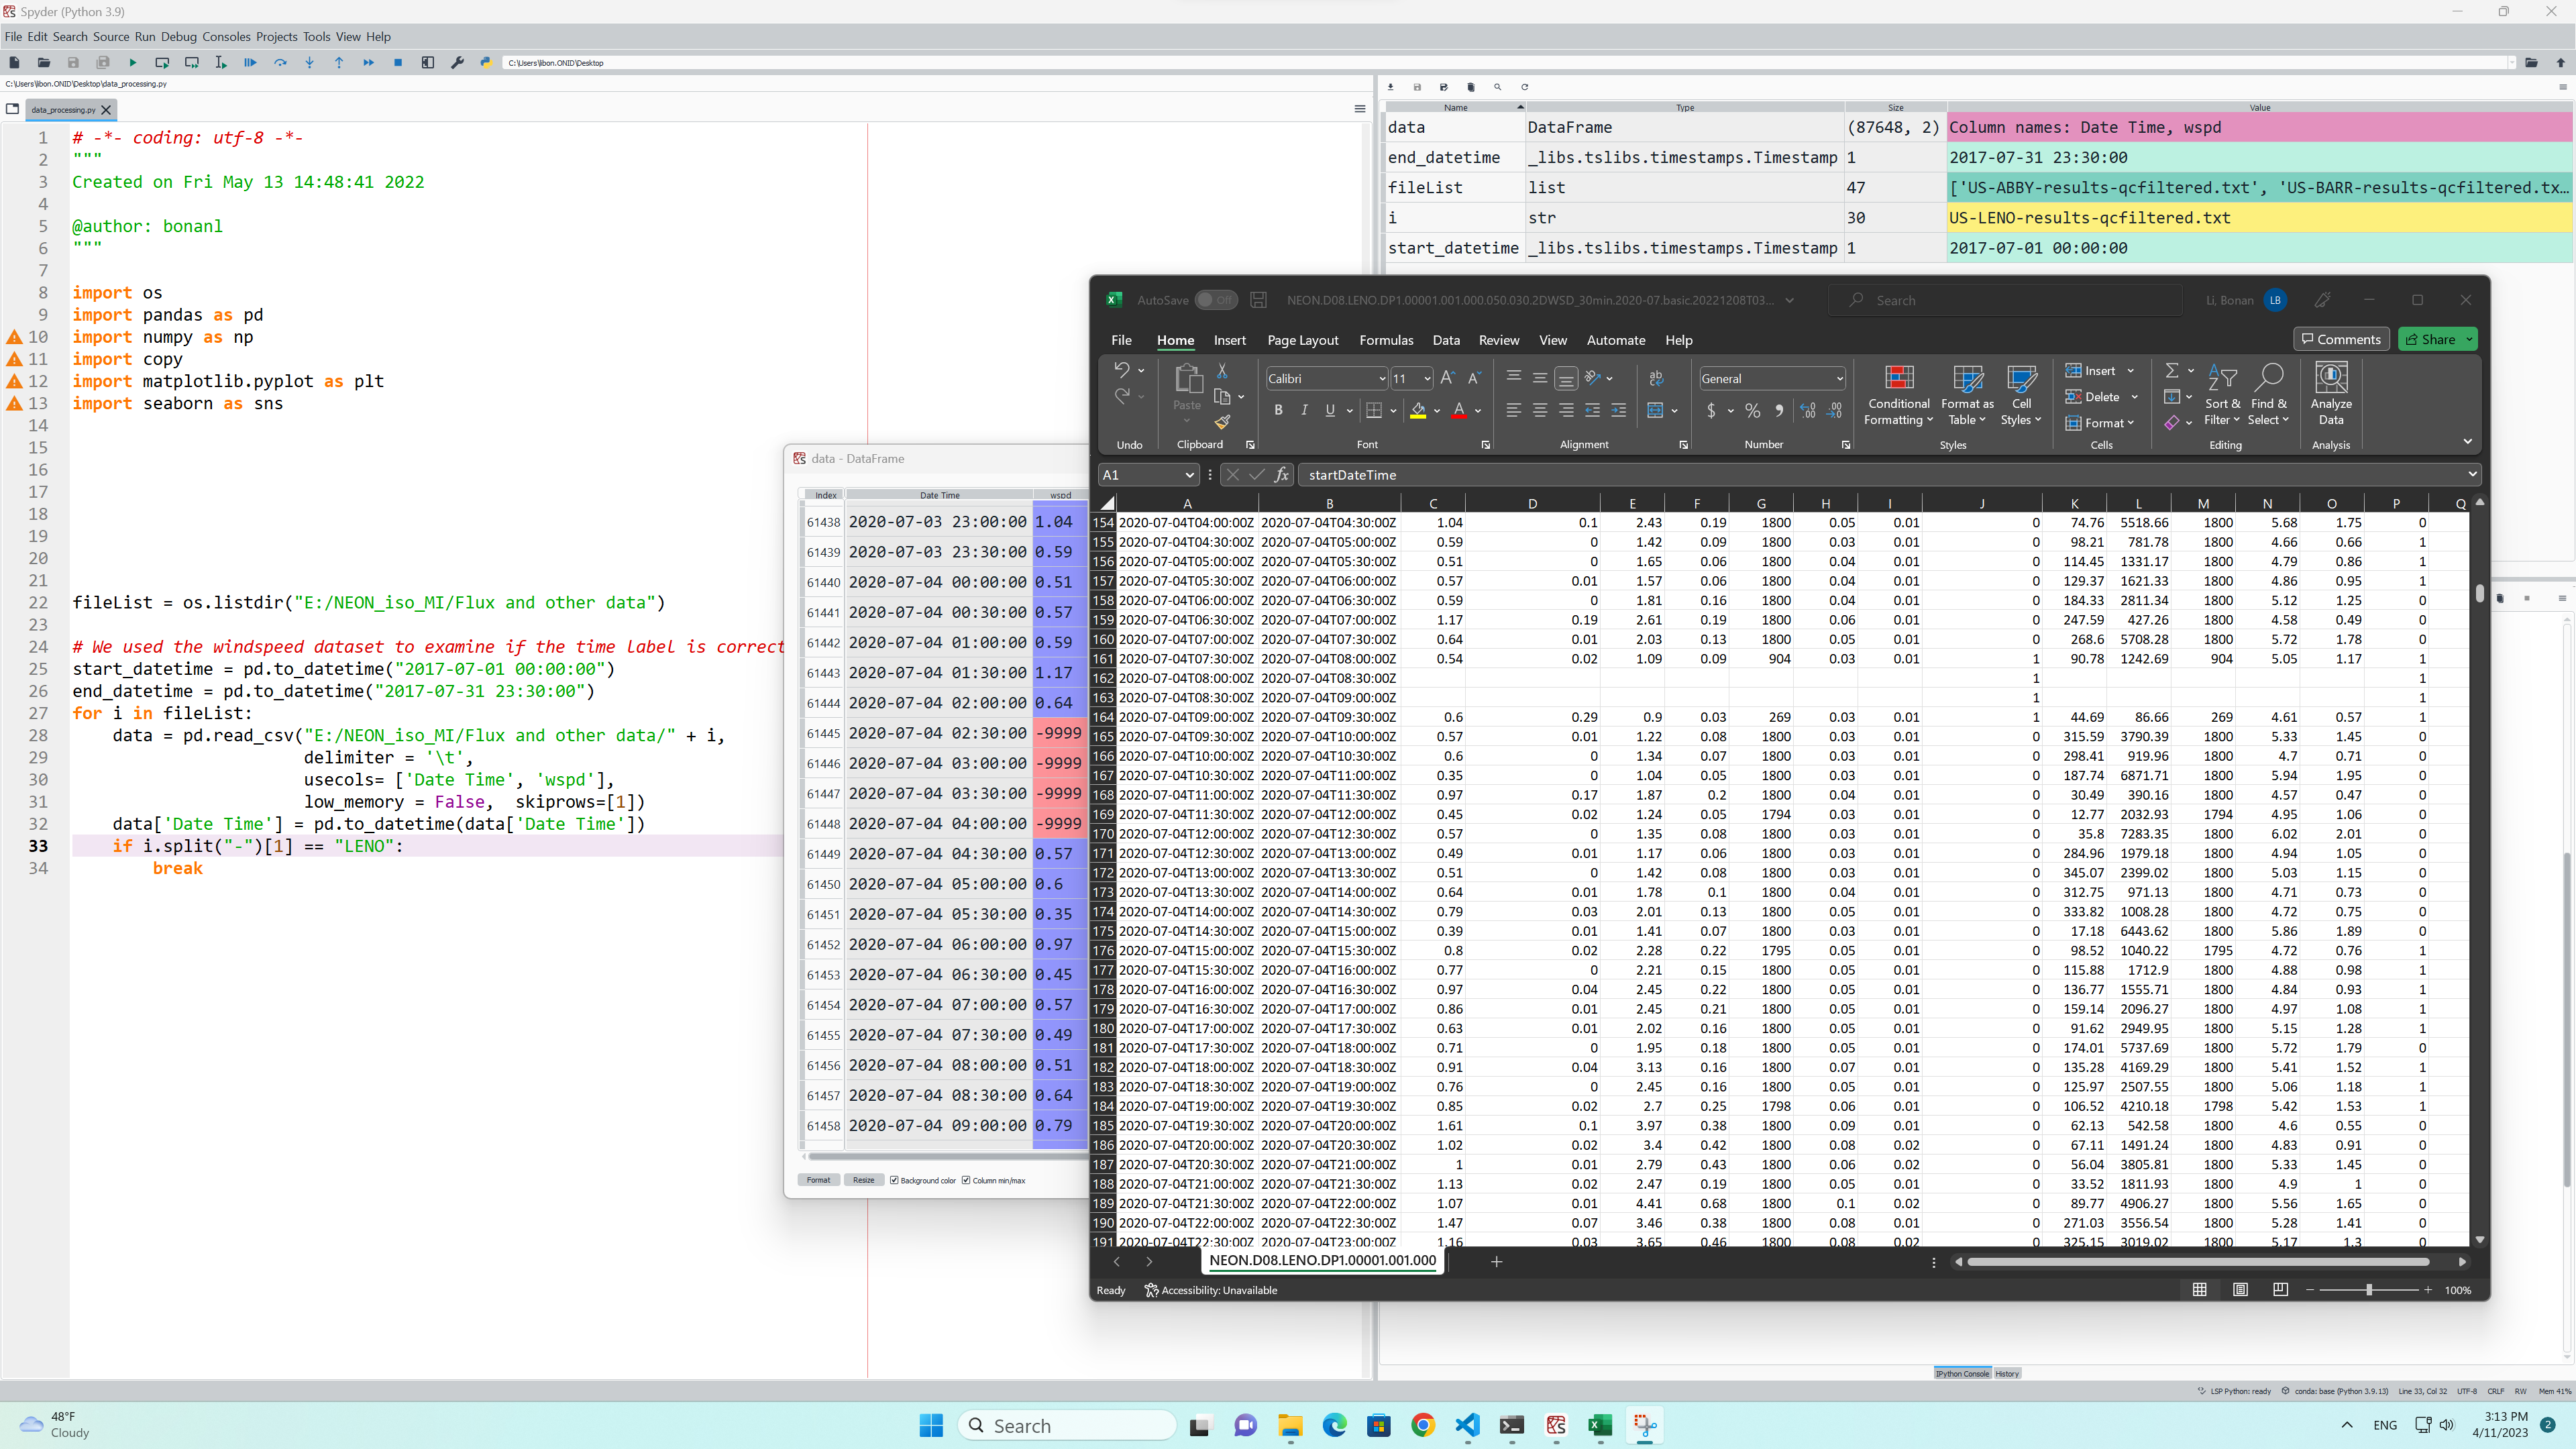 Spyder (Python 3.9)
File Edit Search Source Run Debug Consoles Projects Tools View Help
C:\Users\libon.ONID\Desktop
C:\Users\libon.ONID\Desktop\data_processing.py
data_processing.py
1 # -*- coding: utf-8 -*-
2 """
3 Created on Fri May 13 14:48:41 2022
4
5 @author: bonanl
6 """
7
8 import os
9 import pandas as pd
10 import numpy as np
11 import copy
12 import matplotlib.pyplot as plt
13 import seaborn as sns
14
15
16
17
18
19
20
21
22 fileList = os.listdir("E:/NEON_iso_MI/Flux and other data")
23
24 # We used the windspeed dataset to examine if the time label is correct
25 start_datetime = pd.to_datetime("2017-07-01 00:00:00")
26 end_datetime = pd.to_datetime("2017-07-31 23:30:00")
27 for i in fileList:
28 data = pd.read_csv("E:/NEON_iso_MI/Flux and other data/" + i,
29 delimiter = '\t',
30 usecols= ['Date Time', 'wspd'],
31 low_memory = False, skiprows=[1])
32 data['Date Time'] = pd.to_datetime(data['Date Time'])
33 if i.split("-")[1] == "LENO":
34 break
Name Type Size Value
data DataFrame (87648, 2) Column names: Date Time, wspd
end_datetime _libs.tslibs.timestamps.Timestamp 1 2017-07-31 23:30:00
fileList list 47 ['US-ABBY-results-qcfiltered.txt', 'US-BARR-results-qcfiltered.tx…
i str 30 US-LENO-results-qcfiltered.txt
start_datetime _libs.tslibs.timestamps.Timestamp 1 2017-07-01 00:00:00
data - DataFrame
Index Date Time wspd
61438 2020-07-03 23:00:00 1.04
61439 2020-07-03 23:30:00 0.59
61440 2020-07-04 00:00:00 0.51
61441 2020-07-04 00:30:00 0.57
61442 2020-07-04 01:00:00 0.59
61443 2020-07-04 01:30:00 1.17
61444 2020-07-04 02:00:00 0.64
61445 2020-07-04 02:30:00 -9999
61446 2020-07-04 03:00:00 -9999
61447 2020-07-04 03:30:00 -9999
61448 2020-07-04 04:00:00 -9999
61449 2020-07-04 04:30:00 0.57
61450 2020-07-04 05:00:00 0.6
61451 2020-07-04 05:30:00 0.35
61452 2020-07-04 06:00:00 0.97
61453 2020-07-04 06:30:00 0.45
61454 2020-07-04 07:00:00 0.57
61455 2020-07-04 07:30:00 0.49
61456 2020-07-04 08:00:00 0.51
61457 2020-07-04 08:30:00 0.64
61458 2020-07-04 09:00:00 0.79
Format Resize Background color Column min/max
AutoSave Off NEON.D08.LENO.DP1.00001.001.000.050.030.2DWSD_30min.2020-07.basic.20221208T03... Search Li, Bonan LB
File Home Insert Page Layout Formulas Data Review View Automate Help Comments Share
Paste Calibri 11 B I U General $ % Conditional Formatting Format as Table Cell Styles Insert Delete Format Sort & Filter Find & Select Analyze Data
Undo Clipboard Font Alignment Number Styles Cells Editing Analysis
A1 fx startDateTime
A B C D E F G H I J K L M N O P Q
154 2020-07-04T04:00:00Z 2020-07-04T04:30:00Z 1.04 0.1 2.43 0.19 1800 0.05 0.01 0 74.76 5518.66 1800 5.68 1.75 0
155 2020-07-04T04:30:00Z 2020-07-04T05:00:00Z 0.59 0 1.42 0.09 1800 0.03 0.01 0 98.21 781.78 1800 4.66 0.66 1
156 2020-07-04T05:00:00Z 2020-07-04T05:30:00Z 0.51 0 1.65 0.06 1800 0.04 0.01 0 114.45 1331.17 1800 4.79 0.86 1
157 2020-07-04T05:30:00Z 2020-07-04T06:00:00Z 0.57 0.01 1.57 0.06 1800 0.04 0.01 0 129.37 1621.33 1800 4.86 0.95 1
158 2020-07-04T06:00:00Z 2020-07-04T06:30:00Z 0.59 0 1.81 0.16 1800 0.04 0.01 0 184.33 2811.34 1800 5.12 1.25 0
159 2020-07-04T06:30:00Z 2020-07-04T07:00:00Z 1.17 0.19 2.61 0.19 1800 0.06 0.01 0 247.59 427.26 1800 4.58 0.49 0
160 2020-07-04T07:00:00Z 2020-07-04T07:30:00Z 0.64 0.01 2.03 0.13 1800 0.05 0.01 0 268.6 5708.28 1800 5.72 1.78 0
161 2020-07-04T07:30:00Z 2020-07-04T08:00:00Z 0.54 0.02 1.09 0.09 904 0.03 0.01 1 90.78 1242.69 904 5.05 1.17 1
162 2020-07-04T08:00:00Z 2020-07-04T08:30:00Z 1 1
163 2020-07-04T08:30:00Z 2020-07-04T09:00:00Z 1 1
164 2020-07-04T09:00:00Z 2020-07-04T09:30:00Z 0.6 0.29 0.9 0.03 269 0.03 0.01 1 44.69 86.66 269 4.61 0.57 1
165 2020-07-04T09:30:00Z 2020-07-04T10:00:00Z 0.57 0.01 1.22 0.08 1800 0.03 0.01 0 315.59 3790.39 1800 5.33 1.45 0
166 2020-07-04T10:00:00Z 2020-07-04T10:30:00Z 0.6 0 1.34 0.07 1800 0.03 0.01 0 298.41 919.96 1800 4.7 0.71 0
167 2020-07-04T10:30:00Z 2020-07-04T11:00:00Z 0.35 0 1.04 0.05 1800 0.03 0.01 0 187.74 6871.71 1800 5.94 1.95 0
168 2020-07-04T11:00:00Z 2020-07-04T11:30:00Z 0.97 0.17 1.87 0.2 1800 0.04 0.01 0 30.49 390.16 1800 4.57 0.47 0
169 2020-07-04T11:30:00Z 2020-07-04T12:00:00Z 0.45 0.02 1.24 0.05 1794 0.03 0.01 0 12.77 2032.93 1794 4.95 1.06 0
170 2020-07-04T12:00:00Z 2020-07-04T12:30:00Z 0.57 0 1.35 0.08 1800 0.03 0.01 0 35.8 7283.35 1800 6.02 2.01 0
171 2020-07-04T12:30:00Z 2020-07-04T13:00:00Z 0.49 0.01 1.17 0.06 1800 0.03 0.01 0 284.96 1979.18 1800 4.94 1.05 0
172 2020-07-04T13:00:00Z 2020-07-04T13:30:00Z 0.51 0 1.42 0.08 1800 0.03 0.01 0 345.07 2399.02 1800 5.03 1.15 0
173 2020-07-04T13:30:00Z 2020-07-04T14:00:00Z 0.64 0.01 1.78 0.1 1800 0.04 0.01 0 312.75 971.13 1800 4.71 0.73 0
174 2020-07-04T14:00:00Z 2020-07-04T14:30:00Z 0.79 0.03 2.01 0.13 1800 0.05 0.01 0 333.82 1008.28 1800 4.72 0.75 0
175 2020-07-04T14:30:00Z 2020-07-04T15:00:00Z 0.39 0.01 1.41 0.07 1800 0.03 0.01 0 17.18 6443.62 1800 5.86 1.89 0
176 2020-07-04T15:00:00Z 2020-07-04T15:30:00Z 0.8 0.02 2.28 0.22 1795 0.05 0.01 0 98.52 1040.22 1795 4.72 0.76 1
177 2020-07-04T15:30:00Z 2020-07-04T16:00:00Z 0.77 0 2.21 0.15 1800 0.05 0.01 0 115.88 1712.9 1800 4.88 0.98 1
178 2020-07-04T16:00:00Z 2020-07-04T16:30:00Z 0.97 0.04 2.45 0.22 1800 0.05 0.01 0 136.77 1555.71 1800 4.84 0.93 1
179 2020-07-04T16:30:00Z 2020-07-04T17:00:00Z 0.86 0.01 2.45 0.21 1800 0.05 0.01 0 159.14 2096.27 1800 4.97 1.08 1
180 2020-07-04T17:00:00Z 2020-07-04T17:30:00Z 0.63 0.01 2.02 0.16 1800 0.05 0.01 0 91.62 2949.95 1800 5.15 1.28 1
181 2020-07-04T17:30:00Z 2020-07-04T18:00:00Z 0.71 0 1.95 0.18 1800 0.05 0.01 0 174.01 5737.69 1800 5.72 1.79 0
182 2020-07-04T18:00:00Z 2020-07-04T18:30:00Z 0.91 0.04 3.13 0.16 1800 0.07 0.01 0 135.28 4169.29 1800 5.41 1.52 1
183 2020-07-04T18:30:00Z 2020-07-04T19:00:00Z 0.76 0 2.45 0.16 1800 0.05 0.01 0 125.97 2507.55 1800 5.06 1.18 1
184 2020-07-04T19:00:00Z 2020-07-04T19:30:00Z 0.85 0.02 2.7 0.25 1798 0.06 0.01 0 106.52 4210.18 1798 5.42 1.53 1
185 2020-07-04T19:30:00Z 2020-07-04T20:00:00Z 1.61 0.1 3.97 0.38 1800 0.09 0.01 0 62.13 542.58 1800 4.6 0.55 0
186 2020-07-04T20:00:00Z 2020-07-04T20:30:00Z 1.02 0.02 3.4 0.42 1800 0.08 0.02 0 67.11 1491.24 1800 4.83 0.91 0
187 2020-07-04T20:30:00Z 2020-07-04T21:00:00Z 1 0.01 2.79 0.43 1800 0.06 0.02 0 56.04 3805.81 1800 5.33 1.45 0
188 2020-07-04T21:00:00Z 2020-07-04T21:30:00Z 1.13 0.02 2.47 0.19 1800 0.05 0.01 0 33.52 1811.93 1800 4.9 1 0
189 2020-07-04T21:30:00Z 2020-07-04T22:00:00Z 1.07 0.01 4.41 0.68 1800 0.1 0.02 0 89.77 4906.27 1800 5.56 1.65 0
190 2020-07-04T22:00:00Z 2020-07-04T22:30:00Z 1.47 0.07 3.46 0.38 1800 0.08 0.01 0 271.03 3556.54 1800 5.28 1.41 0
191 2020-07-04T22:30:00Z 2020-07-04T23:00:00Z 1.16 0.03 3.65 0.46 1800 0.08 0.02 0 325.15 3019.02 1800 5.17 1.3 0
NEON.D08.LENO.DP1.00001.001.000
Ready Accessibility: Unavailable 100%
IPython Console History
LSP Python: ready conda: base (Python 3.9.13) Line 33, Col 32 UTF-8 CRLF RW Mem 41%
48°F
Cloudy
Search
ENG 3:13 PM
4/11/2023 2